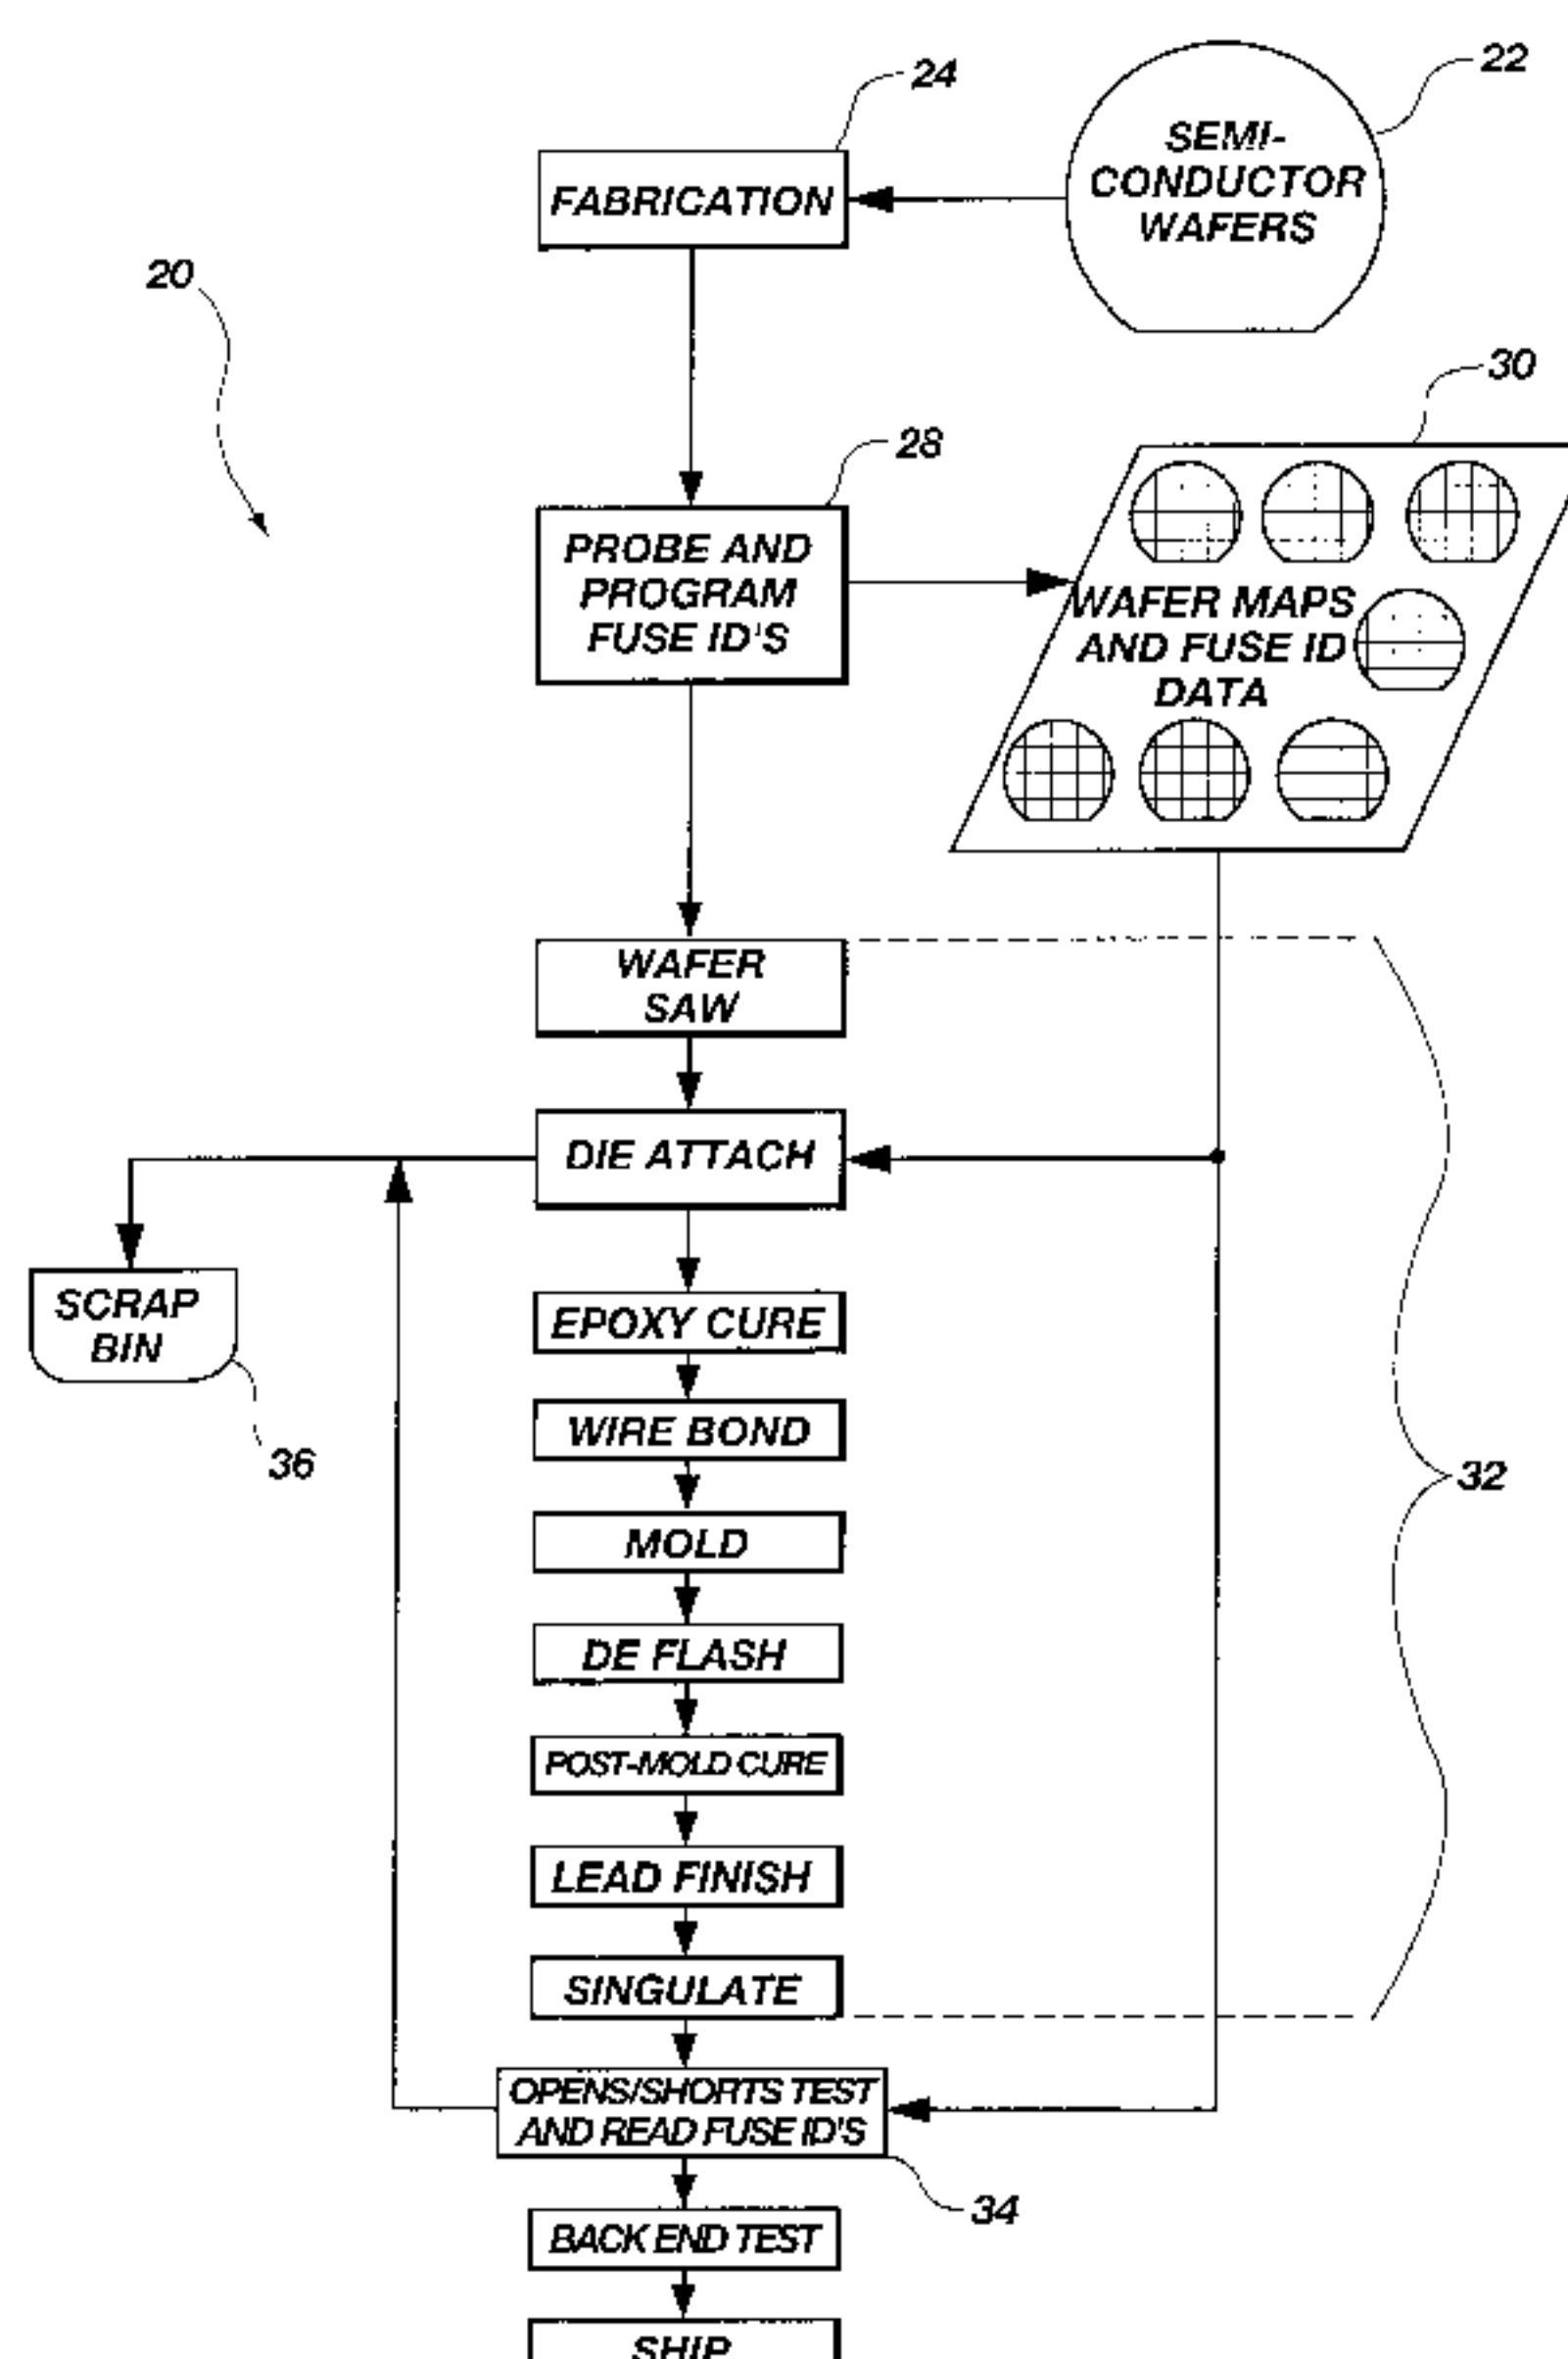 24
22
SEMI-
CONDUCTOR
WAFERS
FABRICATION
20
30
28
PROBE AND
PROGRAM
FUSE ID'S
WAFER MAPS
AND FUSE ID
DATA
WAFER
SAW
DIE ATTACH
SCRAP
BIN
36
EPOXY CURE
WIRE BOND
32
MOLD
DE FLASH
POST-MOLD CURE
LEAD FINISH
SINGULATE
OPENS/SHORTS TEST
AND READ FUSE ID'S
34
BACK END TEST
SHIP